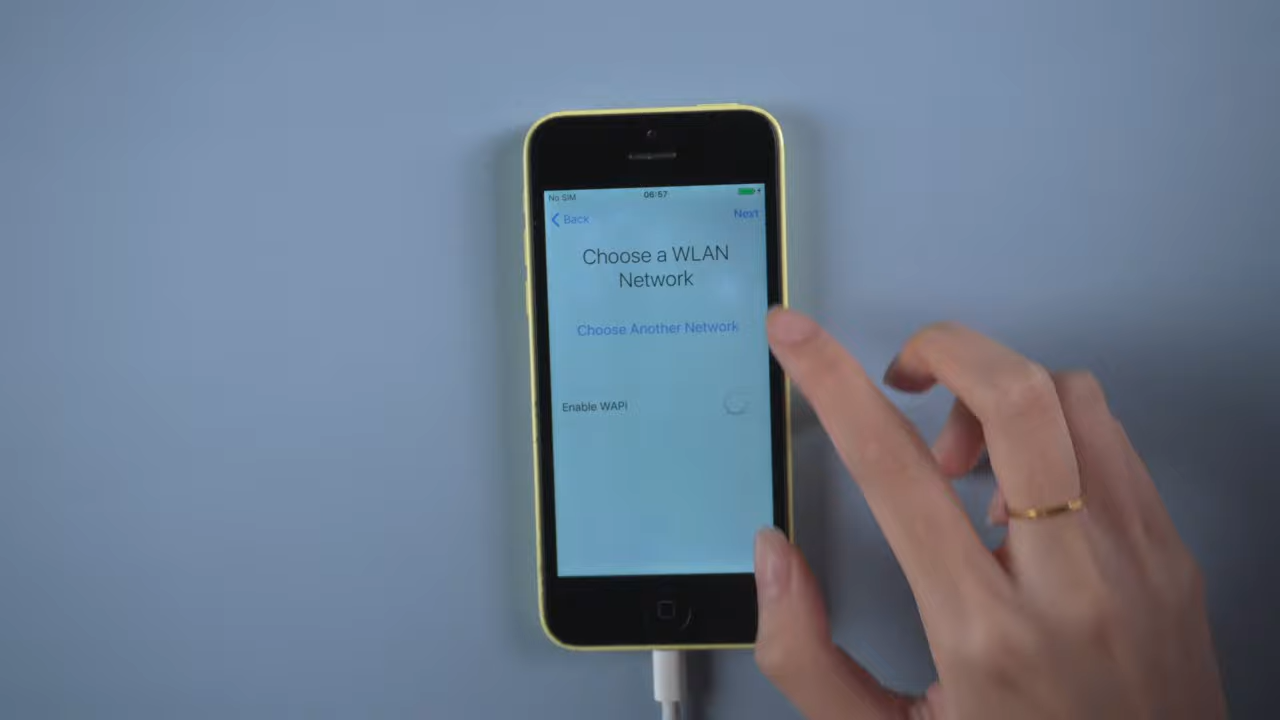 No SIM 06:57
Back Next
Choose a WLAN
Network
Choose Another Network
Enable WAPI